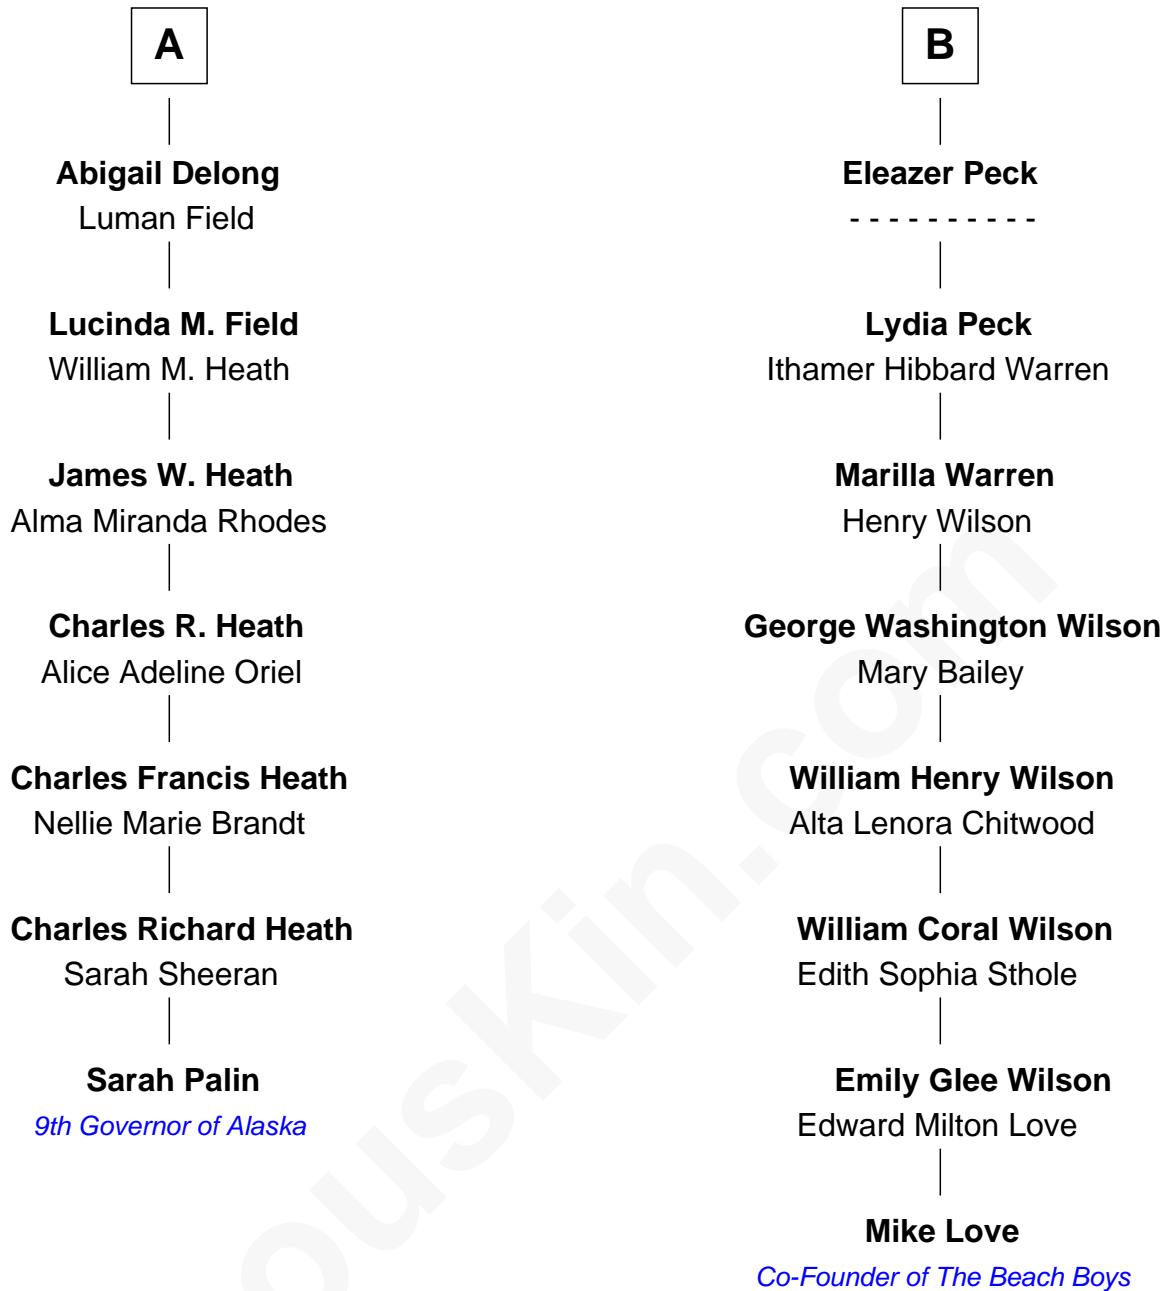 A
Abigail Delong
Luman Field
Lucinda M. Field
William M. Heath
James W. Heath
Alma Miranda Rhodes
Charles R. Heath
Alice Adeline Oriel
Charles Francis Heath
Nellie Marie Brandt
Charles Richard Heath
Sarah Sheeran
Sarah Palin
9th Governor of Alaska
B
Eleazer Peck
- - - - - - - - - -
Lydia Peck
Ithamer Hibbard Warren
Marilla Warren
Henry Wilson
George Washington Wilson
Mary Bailey
William Henry Wilson
Alta Lenora Chitwood
William Coral Wilson
Edith Sophia Sthole
Emily Glee Wilson
Edward Milton Love
Mike Love
Co-Founder of The Beach Boys
ousKin.com